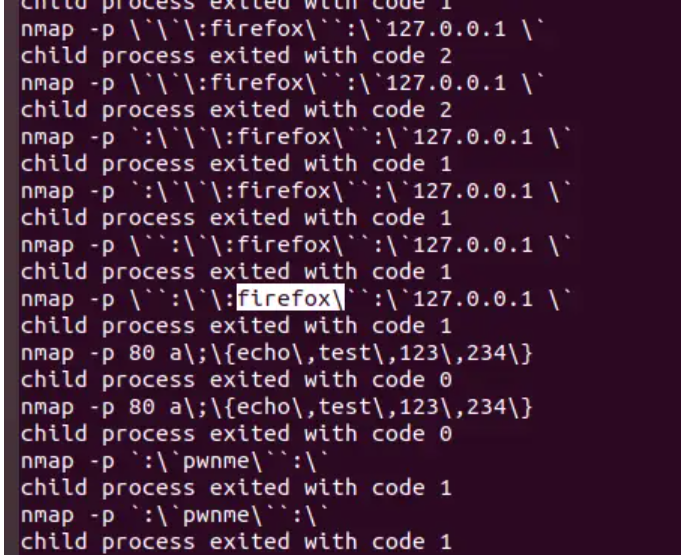 child process exited with code 1
nmap -p \`\`\:firefox\``:\`127.0.0.1 \`
child process exited with code 2
nmap -p \`\`\:firefox\``:\`127.0.0.1 \`
child process exited with code 2
nmap -p `:\`\`\:firefox\``:\`127.0.0.1 \`
child process exited with code 1
nmap -p `:\`\`\:firefox\``:\`127.0.0.1 \`
child process exited with code 1
nmap -p \``:\`\:firefox\``:\`127.0.0.1 \`
child process exited with code 1
nmap -p \``:\`\:firefox\``:\`127.0.0.1 \`
child process exited with code 1
nmap -p 80 a\;\{echo\,test\,123\,234\}
child process exited with code 0
nmap -p 80 a\;\{echo\,test\,123\,234\}
child process exited with code 0
nmap -p `:\`pwnme\``:\`
child process exited with code 1
nmap -p `:\`pwnme\``:\`
child process exited with code 1